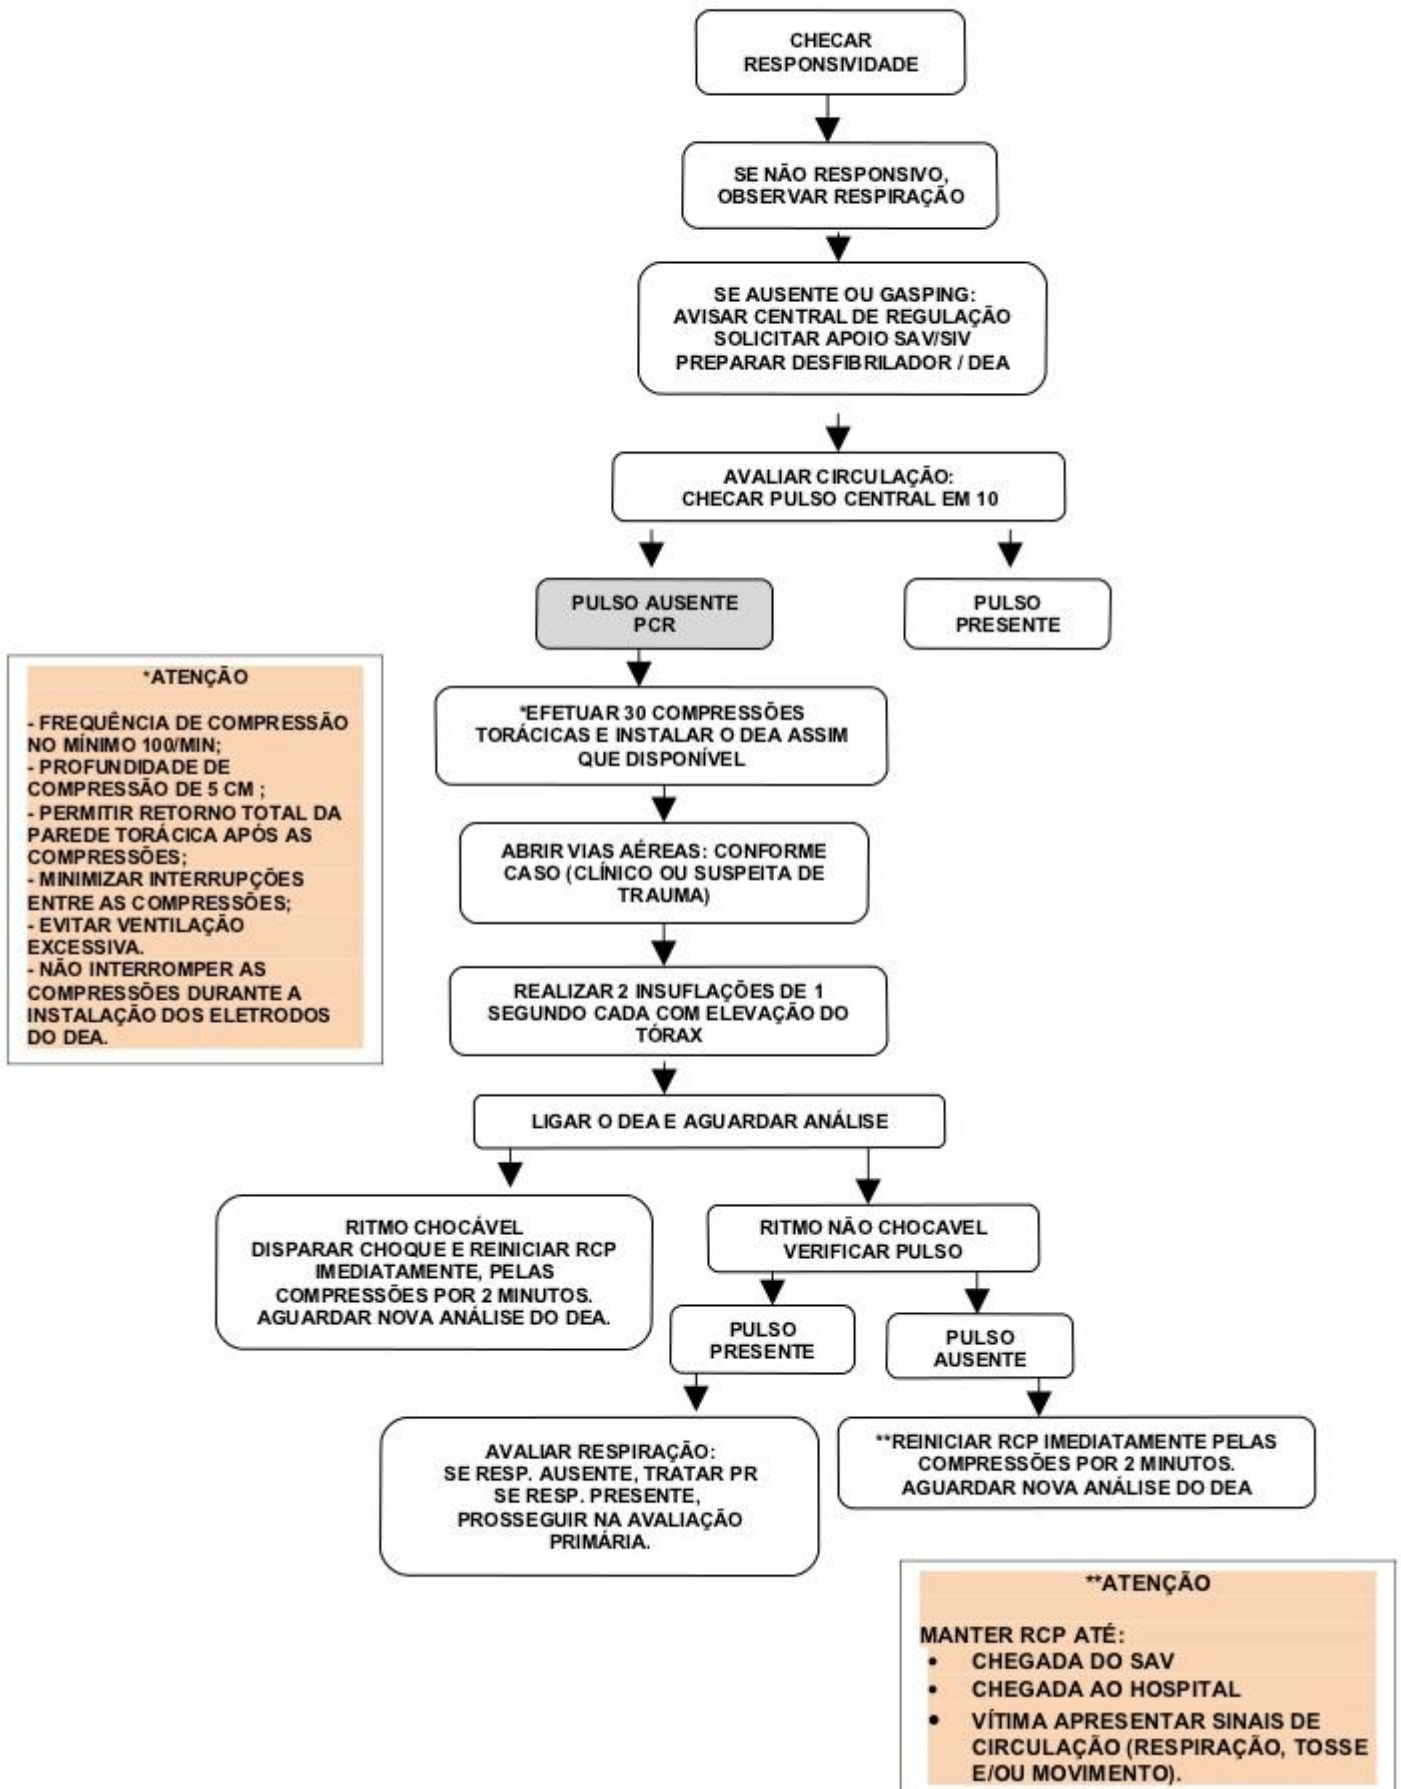 CHECAR
RESPONSIVIDADE
SE NÃO RESPONSIVO,
OBSERVAR RESPIRAÇÃO
SE AUSENTE OU GASPING:
AVISAR CENTRAL DE REGULAÇÃO
SOLICITAR APOIO SAV/SIV
PREPARAR DESFIBRILADOR / DEA
AVALIAR CIRCULAÇÃO:
CHECAR PULSO CENTRAL EM 10
PULSO AUSENTE
PCR
PULSO
PRESENTE
*ATENÇÃO
- FREQUÊNCIA DE COMPRESSÃO
NO MÍNIMO 100/MIN;
- PROFUNDIDADE DE
COMPRESSÃO DE 5 CM ;
- PERMITIR RETORNO TOTAL DA
PAREDE TORÁCICA APÓS AS
COMPRESSÕES;
- MINIMIZAR INTERRUPÇÕES
ENTRE AS COMPRESSÕES;
- EVITAR VENTILAÇÃO
EXCESSIVA.
- NÃO INTERROMPER AS
COMPRESSÕES DURANTE A
INSTALAÇÃO DOS ELETRODOS
DO DEA.
*EFETUAR 30 COMPRESSÕES
TORÁCICAS E INSTALAR O DEA ASSIM
QUE DISPONÍVEL
ABRIR VIAS AÉREAS: CONFORME
CASO (CLÍNICO OU SUSPEITA DE
TRAUMA)
REALIZAR 2 INSUFLAÇÕES DE 1
SEGUNDO CADA COM ELEVAÇÃO DO
TÓRAX
LIGAR O DEA E AGUARDAR ANÁLISE
RITMO CHOCÁVEL
DISPARAR CHOQUE E REINICIAR RCP
IMEDIATAMENTE, PELAS
COMPRESSÕES POR 2 MINUTOS.
AGUARDAR NOVA ANÁLISE DO DEA.
RITMO NÃO CHOCAVEL
VERIFICAR PULSO
PULSO
PRESENTE
PULSO
AUSENTE
AVALIAR RESPIRAÇÃO:
SE RESP. AUSENTE, TRATAR PR
SE RESP. PRESENTE,
PROSSEGUIR NA AVALIAÇÃO
PRIMÁRIA.
**REINICIAR RCP IMEDIATAMENTE PELAS
COMPRESSÕES POR 2 MINUTOS.
AGUARDAR NOVA ANÁLISE DO DEA
**ATENÇÃO
MANTER RCP ATÉ:
• CHEGADA DO SAV
• CHEGADA AO HOSPITAL
• VÍTIMA APRESENTAR SINAIS DE
CIRCULAÇÃO (RESPIRAÇÃO, TOSSE
E/OU MOVIMENTO).